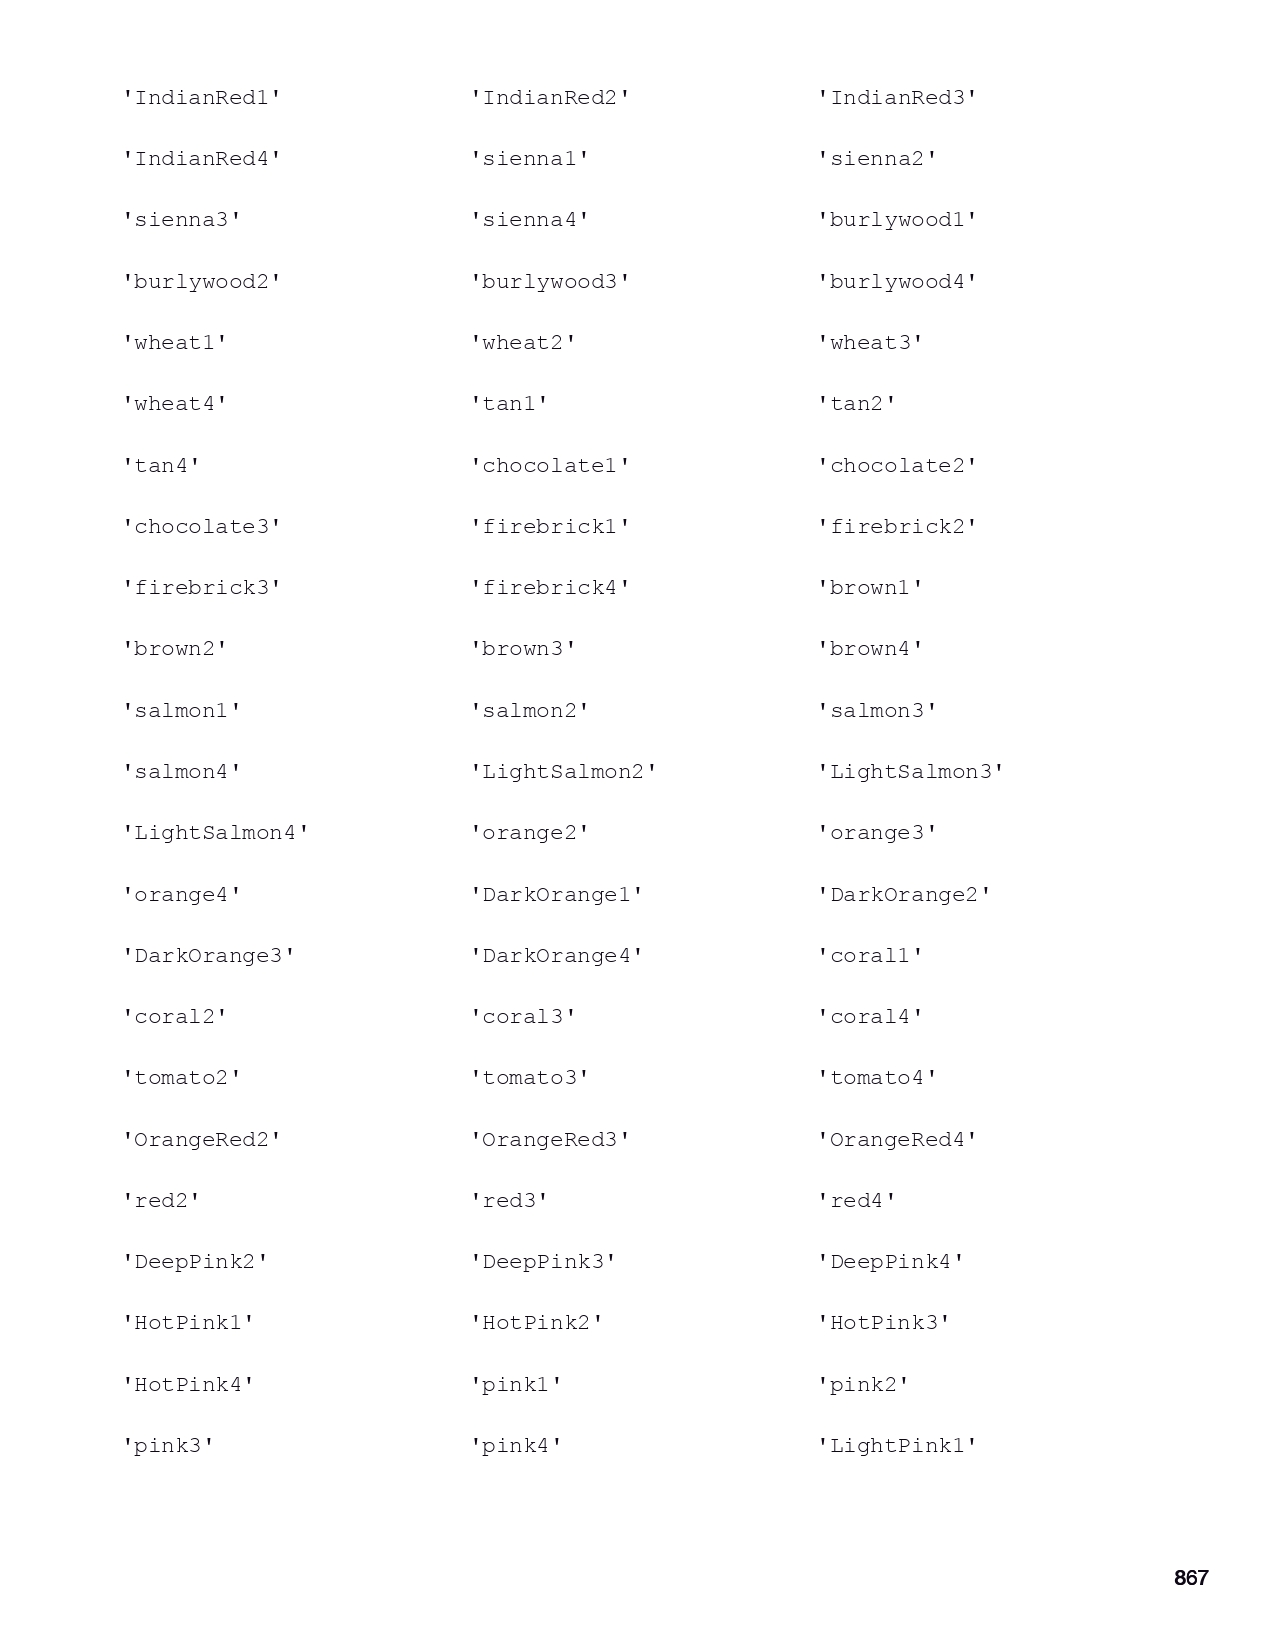 'IndianRed1' 'IndianRed2' 'IndianRed3'
'IndianRed4' 'sienna1' 'sienna2'
'sienna3' 'sienna4' 'burlywood1'
'burlywood2' 'burlywood3' 'burlywood4'
'wheat1' 'wheat2' 'wheat3'
'wheat4' 'tan1' 'tan2'
'tan4' 'chocolate1' 'chocolate2'
'chocolate3' 'firebrick1' 'firebrick2'
'firebrick3' 'firebrick4' 'brown1'
'brown2' 'brown3' 'brown4'
'salmon1' 'salmon2' 'salmon3'
'salmon4' 'LightSalmon2' 'LightSalmon3'
'LightSalmon4' 'orange2' 'orange3'
'orange4' 'DarkOrange1' 'DarkOrange2'
'DarkOrange3' 'DarkOrange4' 'coral1'
'coral2' 'coral3' 'coral4'
'tomato2' 'tomato3' 'tomato4'
'OrangeRed2' 'OrangeRed3' 'OrangeRed4'
'red2' 'red3' 'red4'
'DeepPink2' 'DeepPink3' 'DeepPink4'
'HotPink1' 'HotPink2' 'HotPink3'
'HotPink4' 'pink1' 'pink2'
'pink3' 'pink4' 'LightPink1'
867